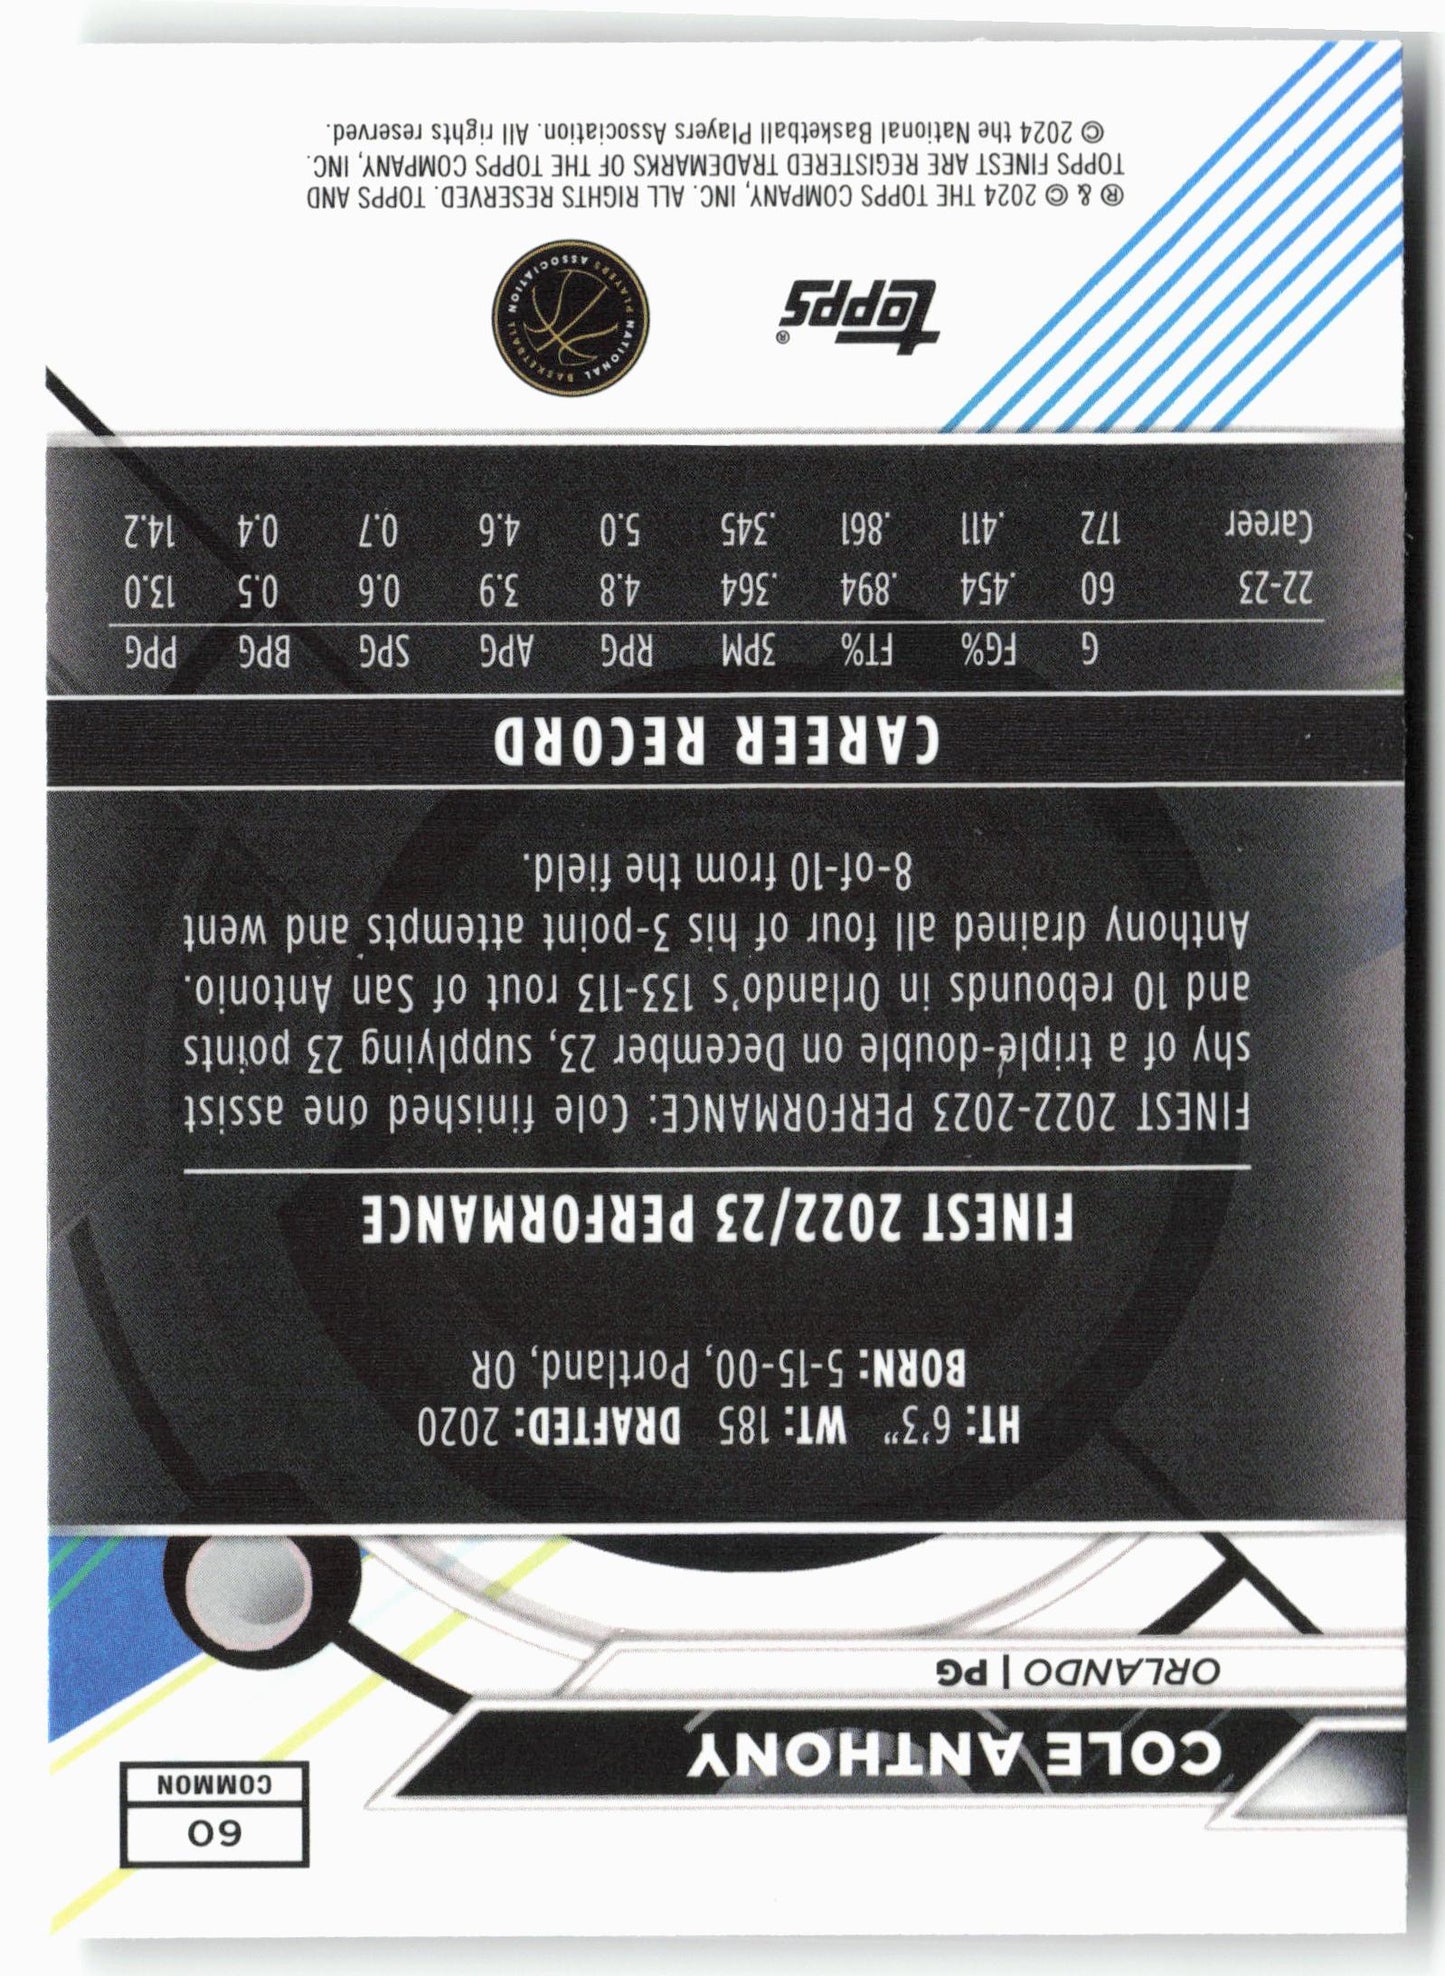 60
COMMON
COLE ANTHONY
ORLANDO | PG
HT: 6'3" WT: 185 DRAFTED: 2020
BORN: 5-15-00, Portland, OR
FINEST 2022/23 PERFORMANCE
FINEST 2022-2023 PERFORMANCE: Cole finished one assist
shy of a triple-double on December 23, supplying 23 points
and 10 rebounds in Orlando's 133-113 rout of San Antonio.
Anthony drained all four of his 3-point attempts and went
8-of-10 from the field.
CAREER RECORD
G FG% FT% 3PM RPG APG SPG BPG PPG
22-23 60 .454 .894 .364 4.8 3.9 0.6 0.5 13.0
Career 172 .411 .861 .345 5.0 4.6 0.7 0.4 14.2
topps®
NATIONAL BASKETBALL PLAYERS ASSOCIATION
® & © 2024 THE TOPPS COMPANY, INC. ALL RIGHTS RESERVED. TOPPS AND
TOPPS FINEST ARE REGISTERED TRADEMARKS OF THE TOPPS COMPANY, INC.
© 2024 the National Basketball Players Association. All rights reserved.